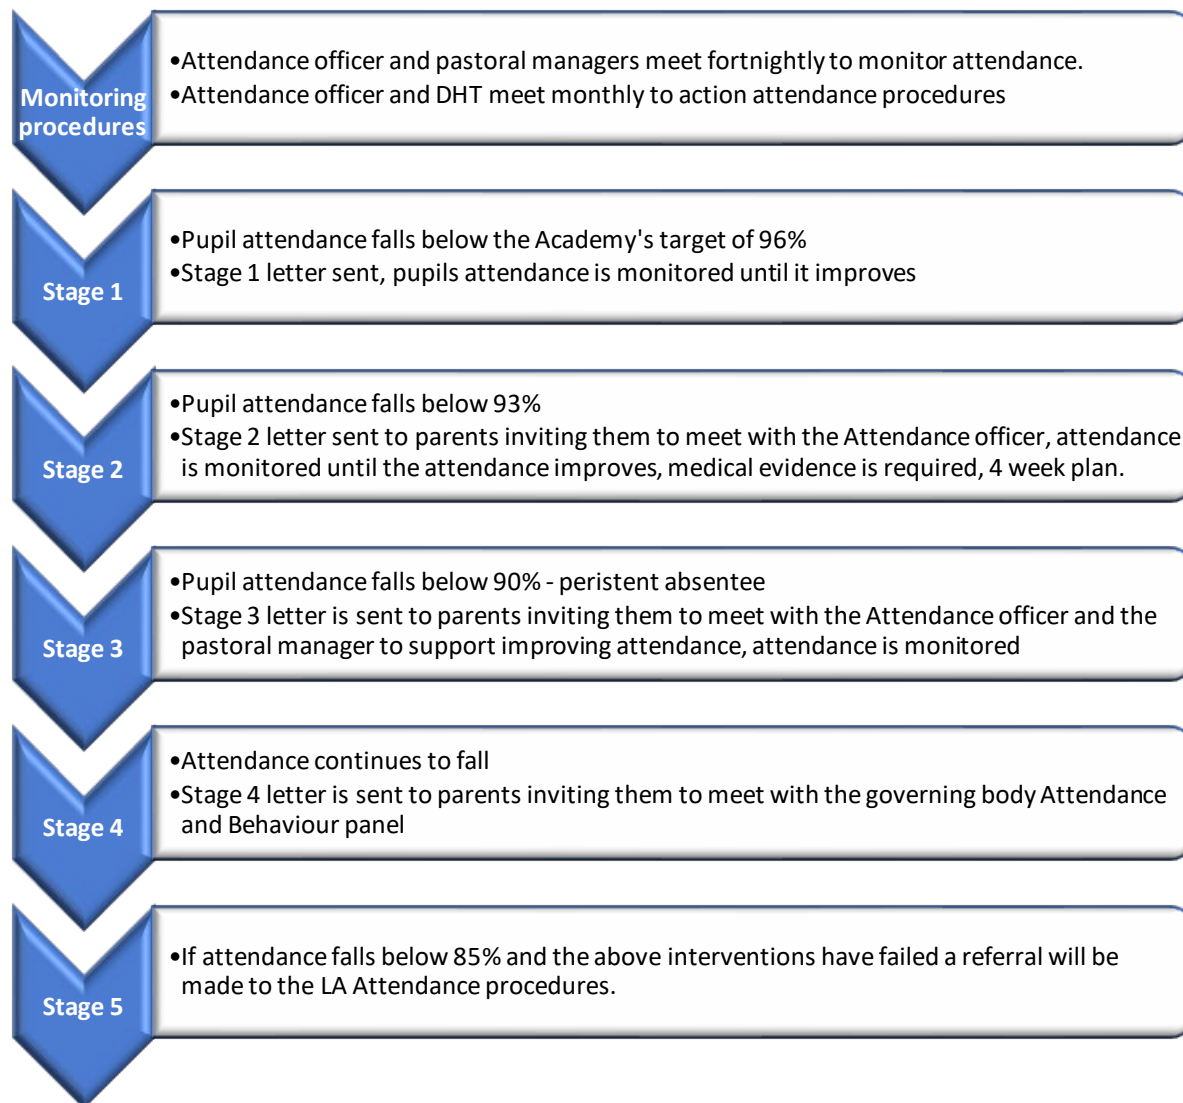 Monitoring
procedures
•Attendance officer and pastoral managers meet fortnightly to monitor attendance.
•Attendance officer and DHT meet monthly to action attendance procedures
Stage 1
•Pupil attendance falls below the Academy's target of 96%
•Stage 1 letter sent, pupils attendance is monitored until it improves
Stage 2
•Pupil attendance falls below 93%
•Stage 2 letter sent to parents inviting them to meet with the Attendance officer, attendance
is monitored until the attendance improves, medical evidence is required, 4 week plan.
Stage 3
•Pupil attendance falls below 90% - peristent absentee
•Stage 3 letter is sent to parents inviting them to meet with the Attendance officer and the
pastoral manager to support improving attendance, attendance is monitored
Stage 4
•Attendance continues to fall
•Stage 4 letter is sent to parents inviting them to meet with the governing body Attendance
and Behaviour panel
Stage 5
•If attendance falls below 85% and the above interventions have failed a referral will be
made to the LA Attendance procedures.